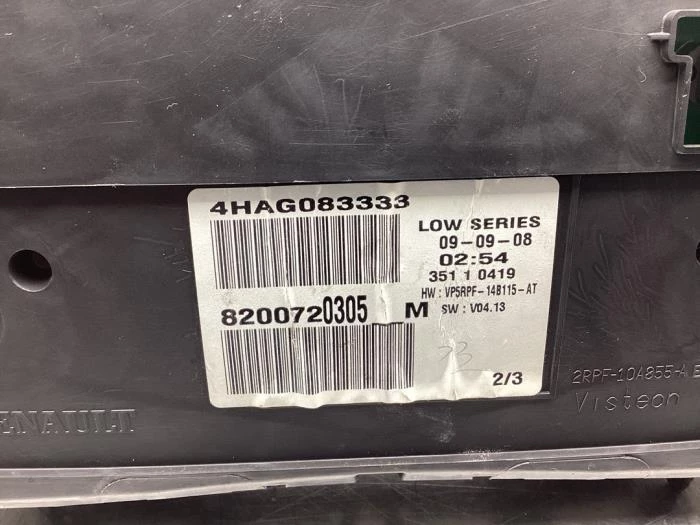 4HAG083333
8200720305 M
LOW SERIES
09-09-08
02:54
351 1 0419
HW : VP5RPF-14B115-AT
SW : V04.13
2/3
2RPF-10A855-A
Visteon
RENAULT